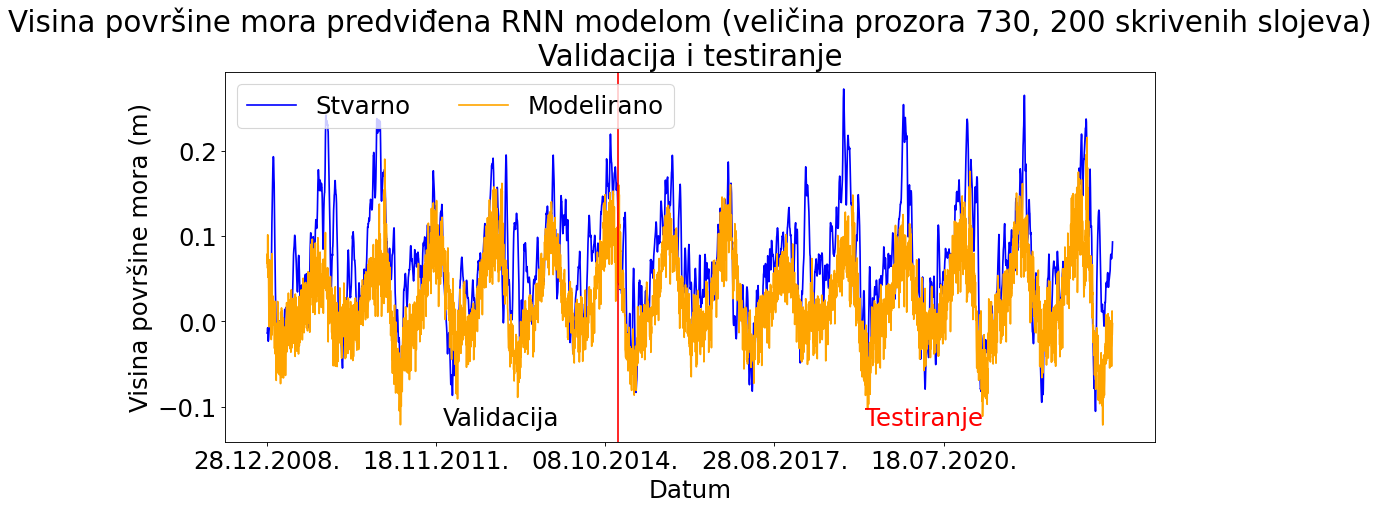 Visina površine mora predviđena RNN modelom (veličina prozora 730, 200 skrivenih slojeva)
Validacija i testiranje
Stvarno Modelirano
Visina površine mora (m)
0.2
0.1
0.0
−0.1
Validacija Testiranje
28.12.2008. 18.11.2011. 08.10.2014. 28.08.2017. 18.07.2020.
Datum